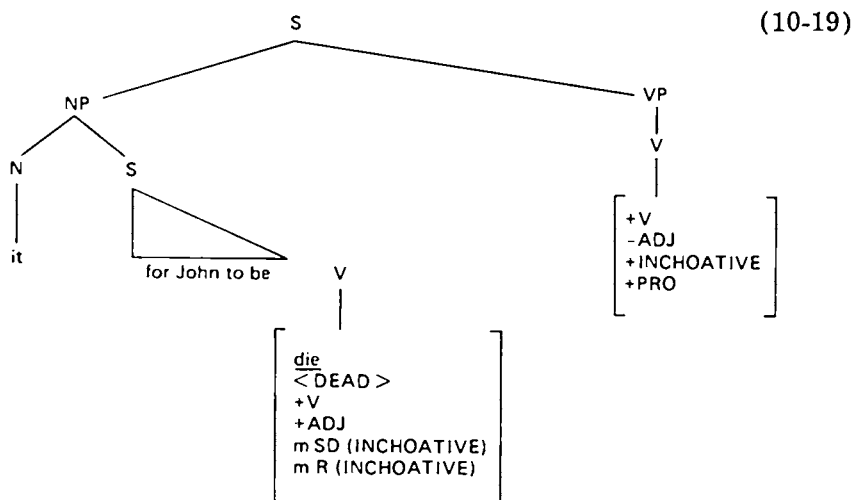 (10-19)
S
NP VP
N S V
it
for John to be V
+V
-ADJ
+INCHOATIVE
+PRO
die
<DEAD>
+V
+ADJ
m SD (INCHOATIVE)
m R (INCHOATIVE)